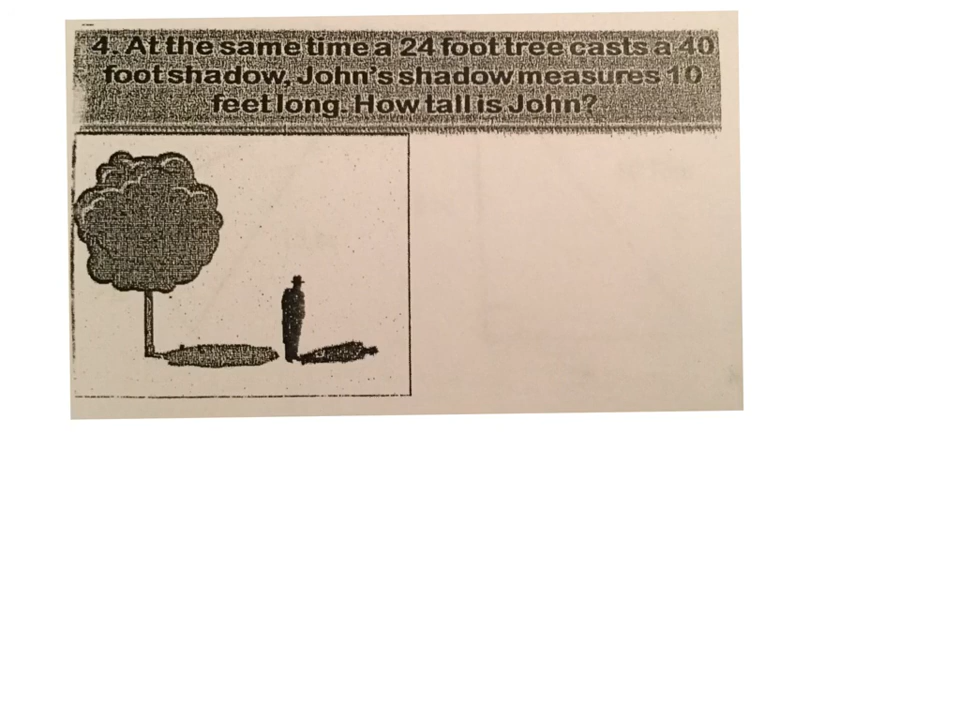 4. At the same time a 24 foot tree casts a 40
foot shadow, John's shadow measures 10
feet long. How tall is John?